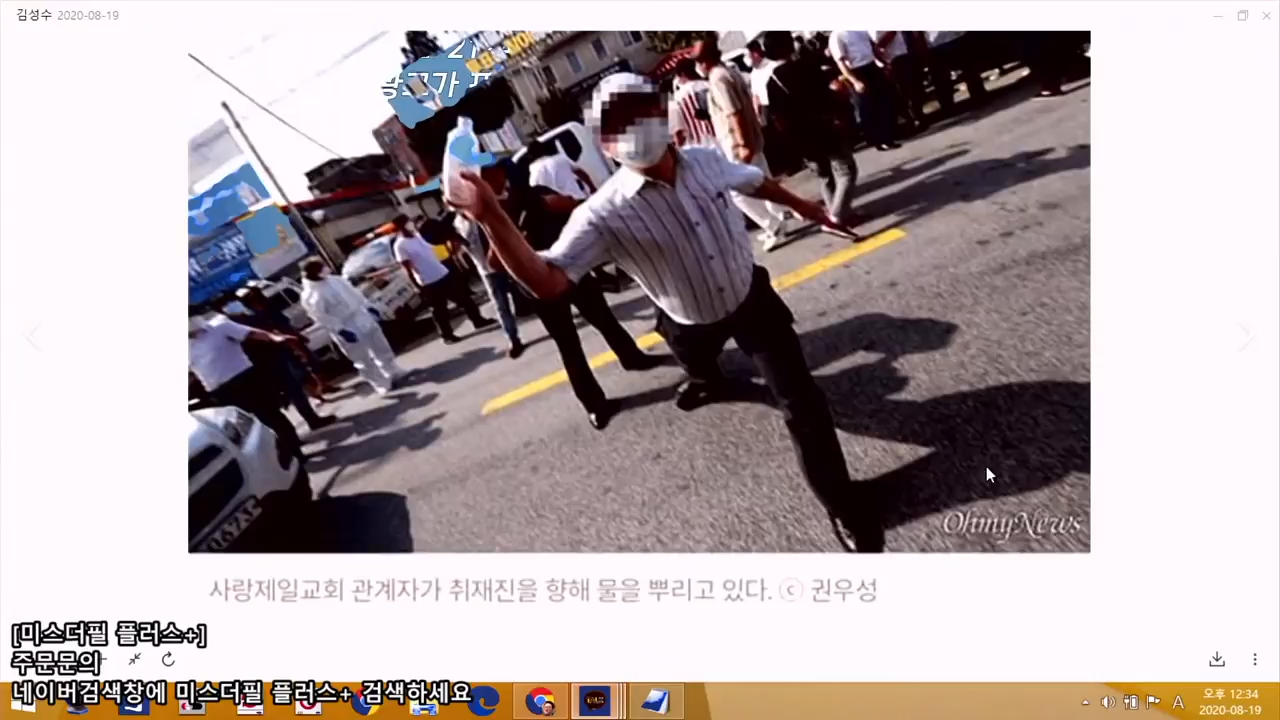 김성수 2020-08-19
OhmyNews
사랑제일교회 관계자가 취재진을 향해 물을 뿌리고 있다. ⓒ 권우성
[미스더필 플러스+]
주문문의
네이버검색창에 미스더필 플러스+ 검색하세요
A
오후 12:34
2020-08-19